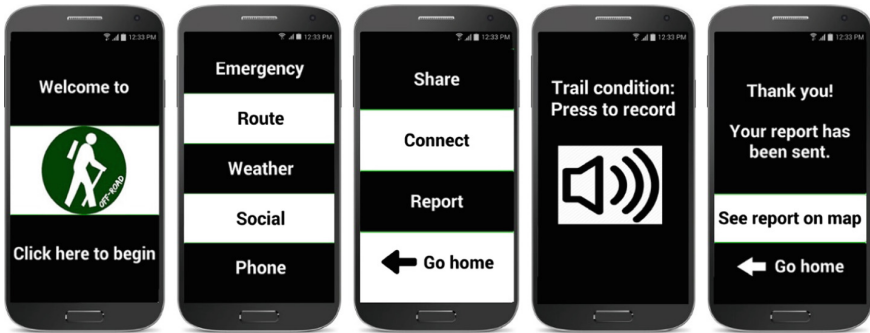 12:33 PM
Welcome to
OFF-ROAD
Click here to begin
12:33 PM
Emergency
Route
Weather
Social
Phone
12:33 PM
Share
Connect
Report
Go home
12:33 PM
Trail condition:
Press to record
12:33 PM
Thank you!
Your report has
been sent.
See report on map
Go home